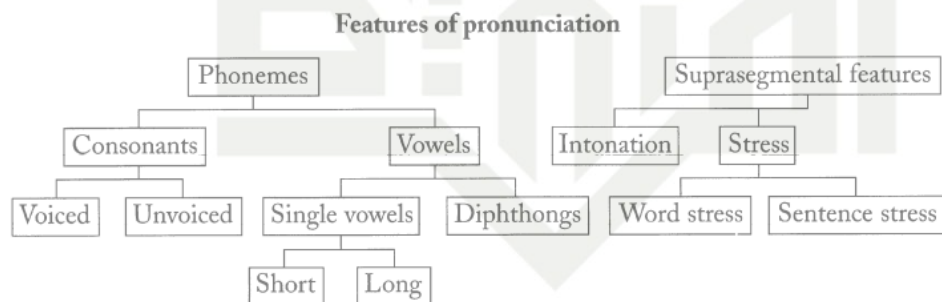 Features of pronunciation
Phonemes
Suprasegmental features
Consonants
Vowels
Intonation
Stress
Voiced
Unvoiced
Single vowels
Diphthongs
Word stress
Sentence stress
Short
Long